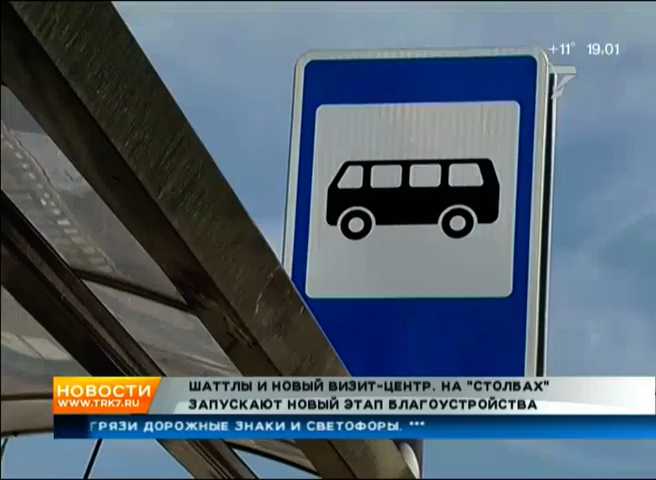 +11° 19.01
НОВОСТИ
WWW.TRK7.RU
ШАТТЛЫ И НОВЫЙ ВИЗИТ-ЦЕНТР. НА "СТОЛБАХ"
ЗАПУСКАЮТ НОВЫЙ ЭТАП БЛАГОУСТРОЙСТВА
ГРЯЗИ ДОРОЖНЫЕ ЗНАКИ И СВЕТОФОРЫ. ***